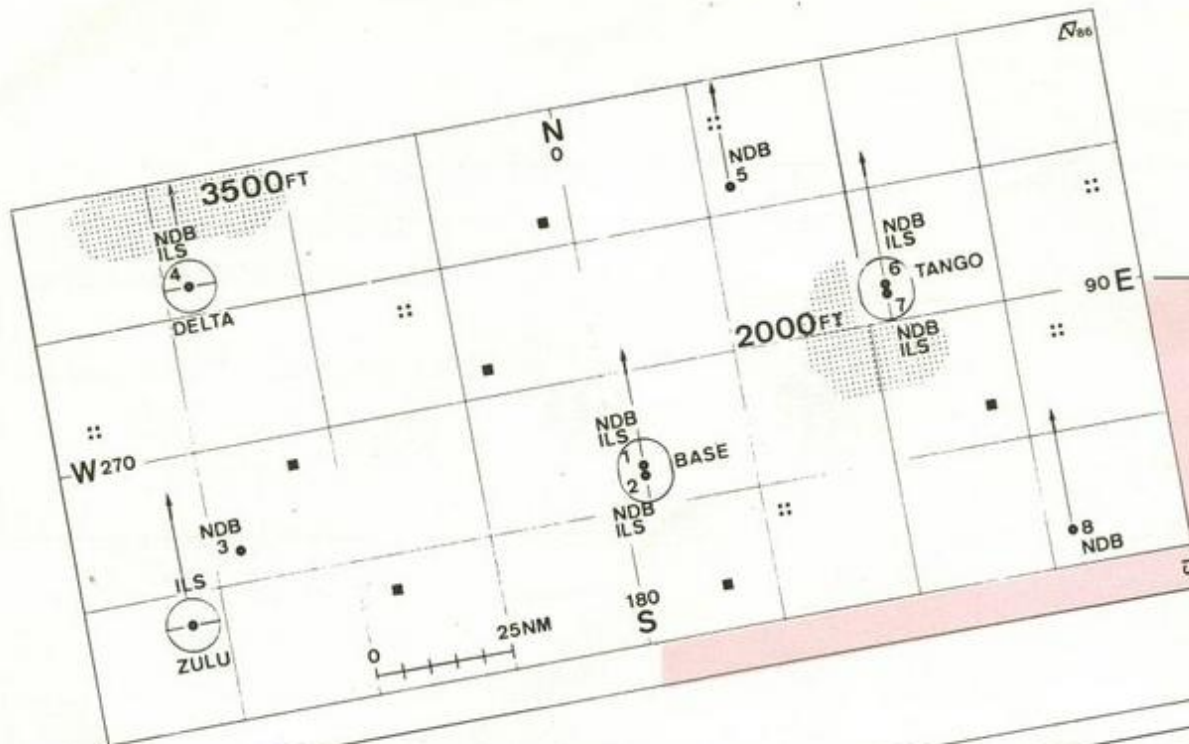 86
N
0
3500FT
NDB
5
NDB
ILS
4
DELTA
NDB
ILS
6
TANGO
7
NDB
ILS
90 E
2000FT
W 270
NDB
ILS
1
BASE
2
NDB
ILS
NDB
3
8
NDB
ILS
ZULU
180
S
0
25NM